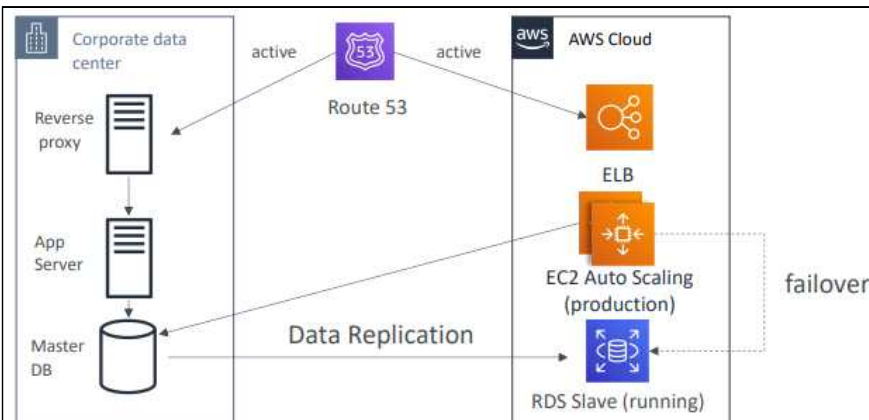 Corporate data
center
active
53
active
Route 53
aws
AWS Cloud
Reverse
proxy
ELB
App
Server
EC2 Auto Scaling
(production)
failover
Master
DB
Data Replication
RDS Slave (running)